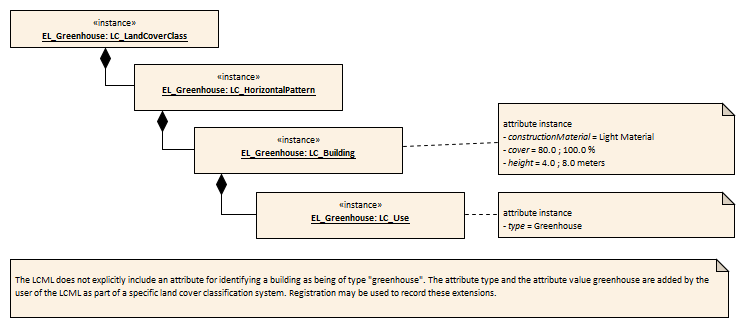 «instance»
EL_Greenhouse: LC_LandCoverClass
«instance»
EL_Greenhouse: LC_HorizontalPattern
«instance»
EL_Greenhouse: LC_Building
attribute instance
- constructionMaterial = Light Material
- cover = 80.0 ; 100.0 %
- height = 4.0 ; 8.0 meters
«instance»
EL_Greenhouse: LC_Use
attribute instance
- type = Greenhouse
The LCML does not explicitly include an attribute for identifying a building as being of type "greenhouse". The attribute type and the attribute value greenhouse are added by the
user of the LCML as part of a specific land cover classification system. Registration may be used to record these extensions.